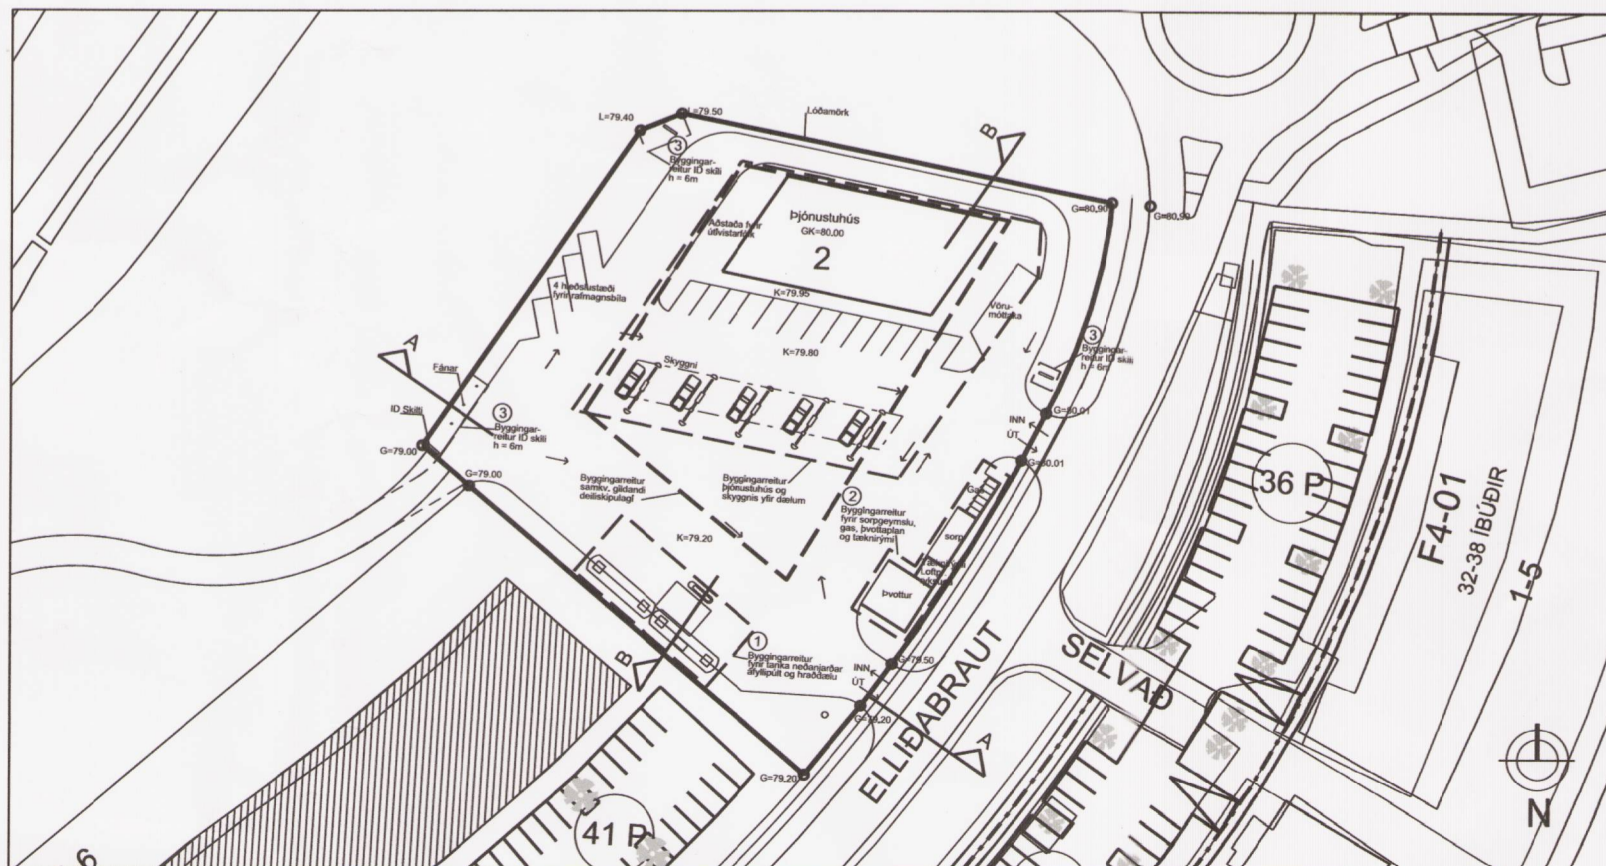 L=79.40
L=79.50
Lóðamörk
B
3
Byggingar-
reitur ID skili
h = 6m
G=80.90
G=80.90
Aðstaða fyrir
útivistarfólk
Þjónustuhús
GK=80.00
2
4 hleðslustæði
fyrir rafmagnsbíla
K=79.95
Vöru-
móttaka
K=79.80
3
Byggingar-
reitur ID skili
h = 6m
A
Fánar
Skyggni
ID Skilti
3
Byggingar-
reitur ID skili
h = 6m
G=80.01
INN
ÚT
G=80.01
G=79.00
G=79.00
Byggingarreitur
samkv. gildandi
deiliskipulagi
Byggingarreitur
þjónustuhús og
skyggnis yfir dælum
2
Byggingarreitur
fyrir sorpgeymslu,
gas, þvottaplan
og tæknirými
Gas
sorp
K=79.20
Loft
Þvottur
36 P
F4-01
32-38 ÍBÚÐIR
1-5
1
Byggingarreitur
fyrir tanka neðanjarðar
áfyllipúlt og hraðdælu
B
G=79.50
INN
ÚT
G=79.20
A
G=79.20
ELLIÐABRAUT
SELVAÐ
41 P
6
N